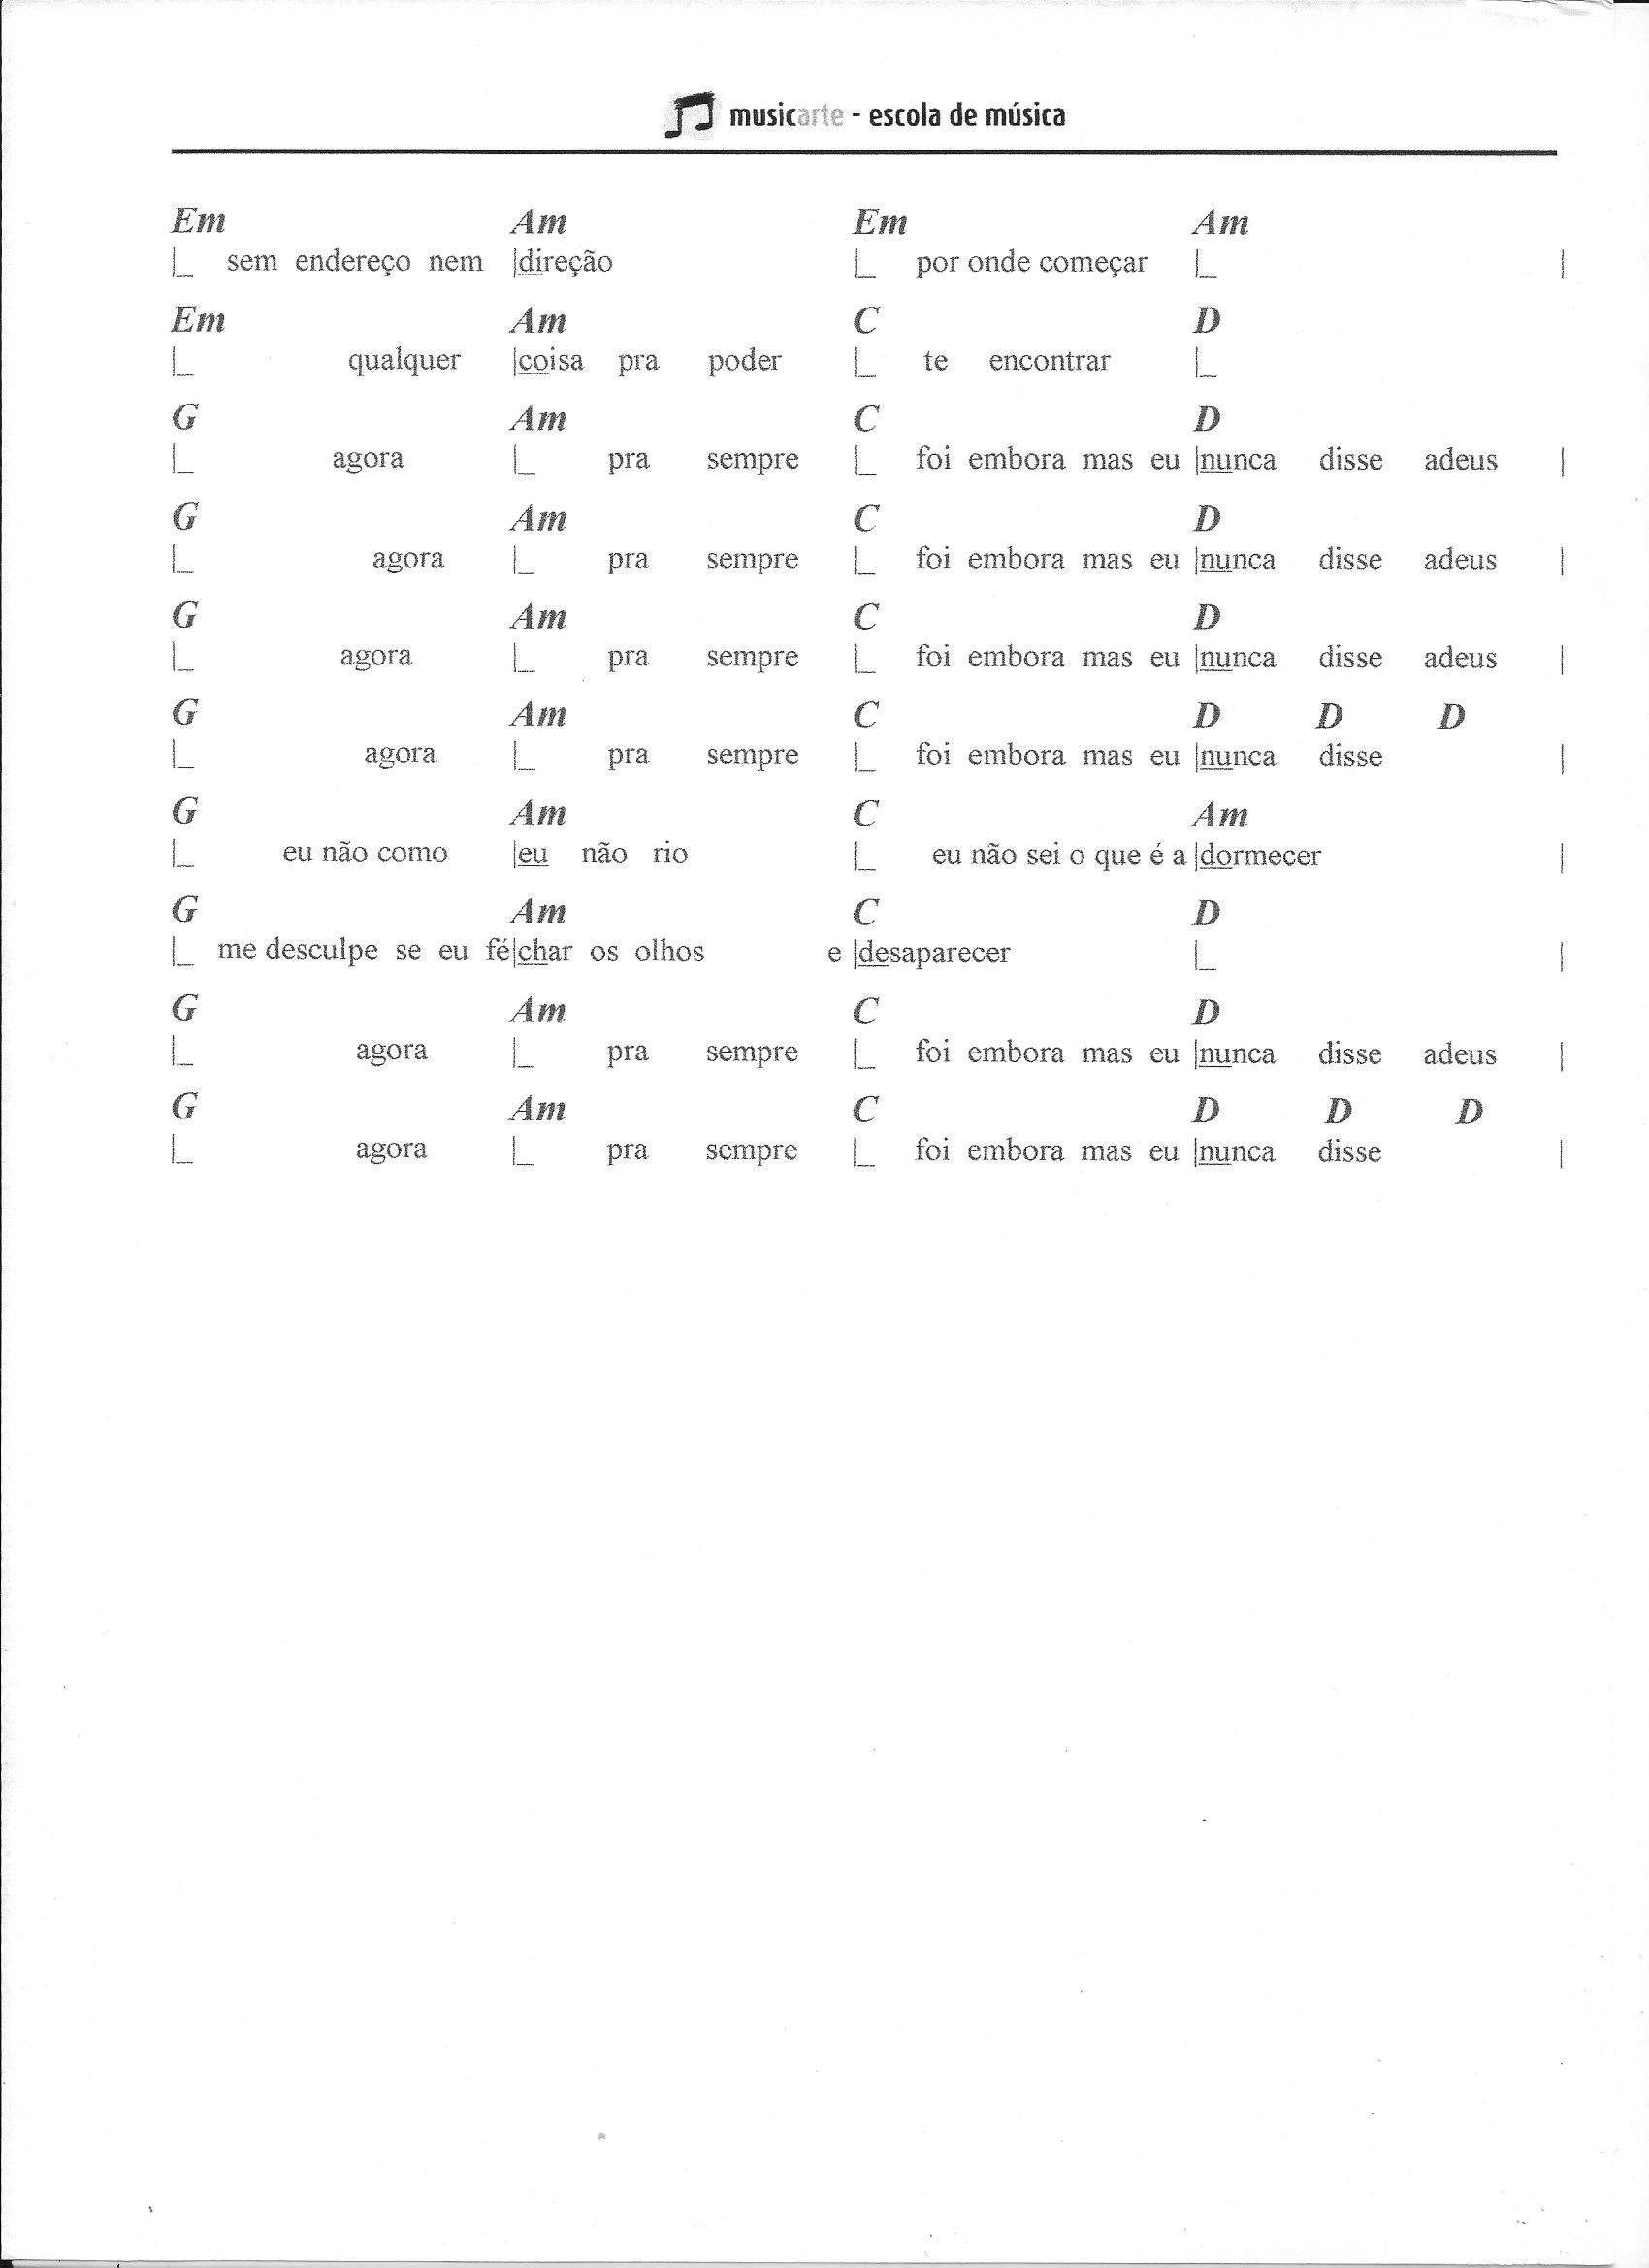 musicarte - escola de música
Em Am Em Am
|_ sem endereço nem |direção |_ por onde começar |_ |
Em Am C D
|_ qualquer |coisa pra poder |_ te encontrar |_
G Am C D
|_ agora |_ pra sempre |_ foi embora mas eu |nunca disse adeus |
G Am C D
|_ agora |_ pra sempre |_ foi embora mas eu |nunca disse adeus |
G Am C D
|_ agora |_ pra sempre |_ foi embora mas eu |nunca disse adeus |
G Am C D D D
|_ agora |_ pra sempre |_ foi embora mas eu |nunca disse |
G Am C Am
|_ eu não como |eu não rio |_ eu não sei o que é a |dormecer |
G Am C D
|_ me desculpe se eu fé|char os olhos e |desaparecer |_ |
G Am C D
|_ agora |_ pra sempre |_ foi embora mas eu |nunca disse adeus |
G Am C D D D
|_ agora |_ pra sempre |_ foi embora mas eu |nunca disse |